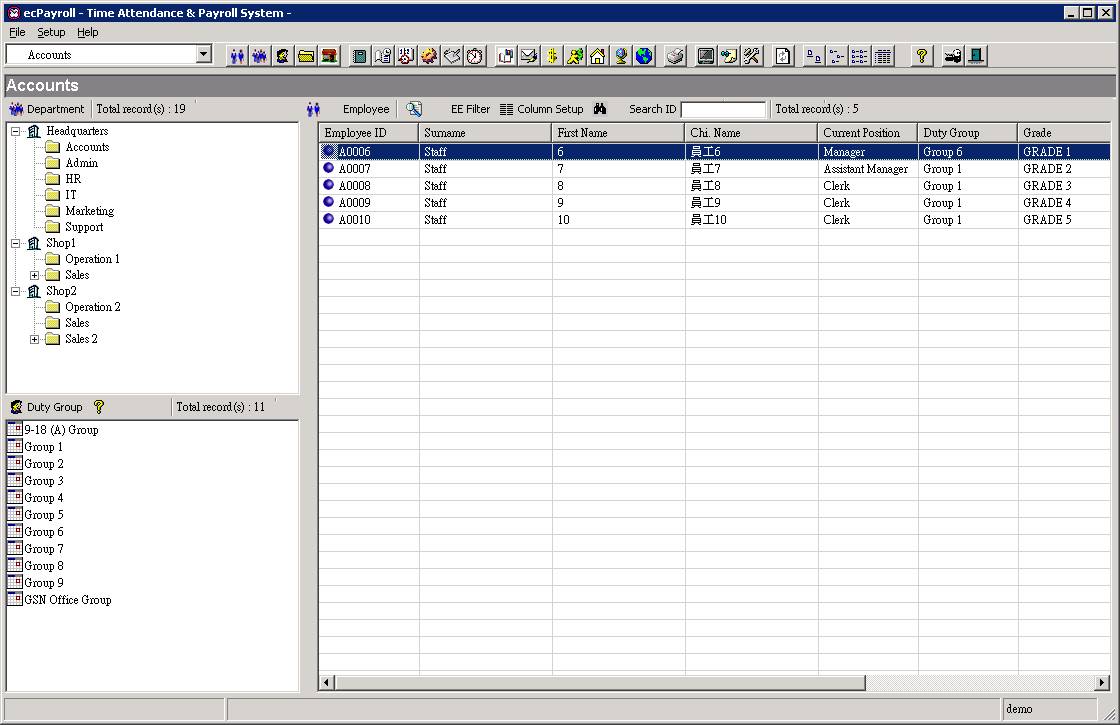 ecPayroll - Time Attendance & Payroll System -
File Setup Help
Accounts
Accounts
Department Total record(s) : 19
Headquarters
Accounts
Admin
HR
IT
Marketing
Support
Shop1
Operation 1
Sales
Shop2
Operation 2
Sales
Sales 2
Duty Group Total record(s) : 11
9-18 (A) Group
Group 1
Group 2
Group 3
Group 4
Group 5
Group 6
Group 7
Group 8
Group 9
GSN Office Group
Employee EE Filter Column Setup Search ID Total record(s) : 5
Employee ID Surname First Name Chi. Name Current Position Duty Group Grade
A0006 Staff 6 員工6 Manager Group 6 GRADE 1
A0007 Staff 7 員工7 Assistant Manager Group 1 GRADE 2
A0008 Staff 8 員工8 Clerk Group 1 GRADE 3
A0009 Staff 9 員工9 Clerk Group 1 GRADE 4
A0010 Staff 10 員工10 Clerk Group 1 GRADE 5
demo